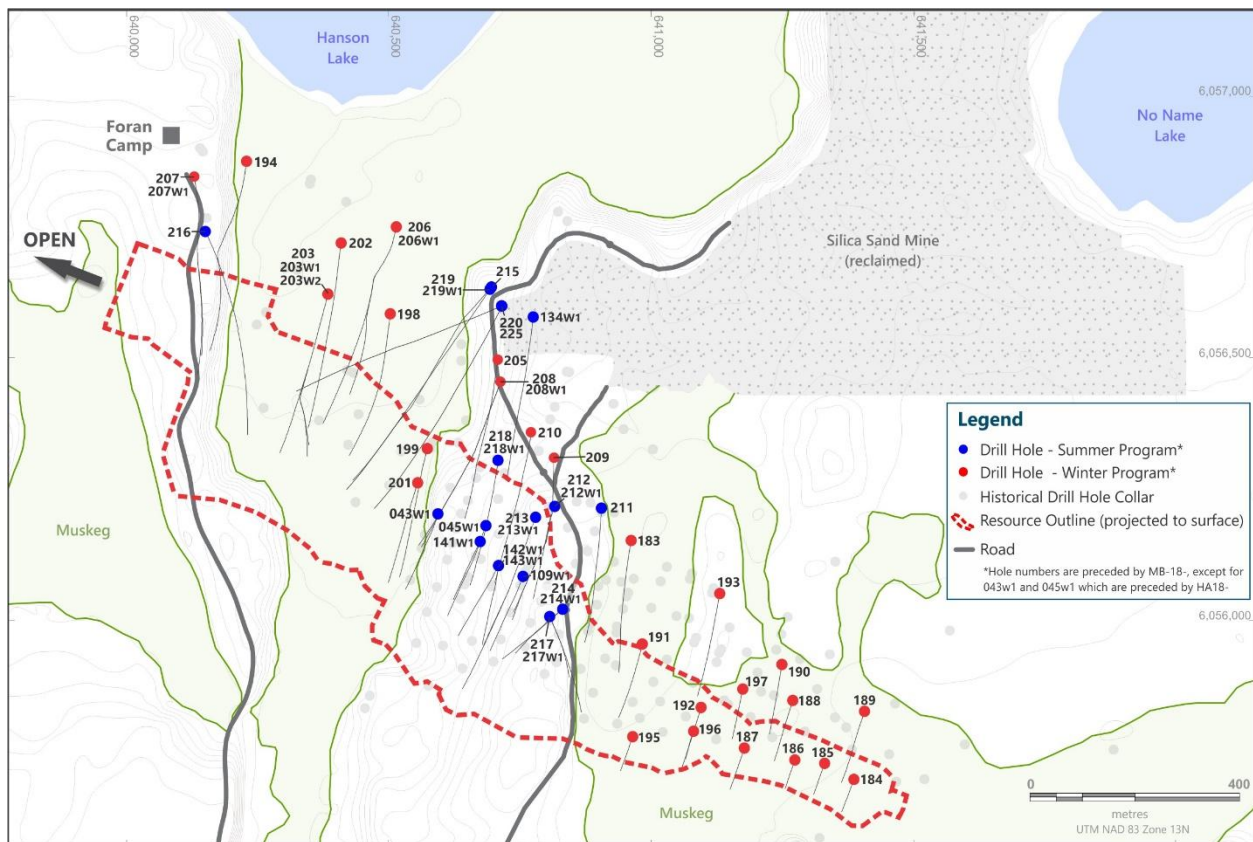 640,000
640,500
641,000
641,500
Hanson
Lake
6,057,000
No Name
Lake
Foran
Camp
194
207
207W1
216
OPEN
206
206W1
202
203
203W1
203W2
198
219
219W1
215
220
225
134W1
Silica Sand Mine
(reclaimed)
205
208
208W1
6,056,500
210
209
218
218W1
199
201
212
212W1
211
043W1
045W1
141W1
213
213W1
142W1
143W1
109W1
214
214W1
217
217W1
183
193
191
Muskeg
Legend
Drill Hole - Summer Program*
Drill Hole - Winter Program*
Historical Drill Hole Collar
Resource Outline (projected to surface)
Road
*Hole numbers are preceded by MB-18-, except for
043w1 and 045w1 which are preceded by HA18-
6,056,000
190
197
188
189
192
195
196
187
186
185
184
Muskeg
0
400
metres
UTM NAD 83 Zone 13N